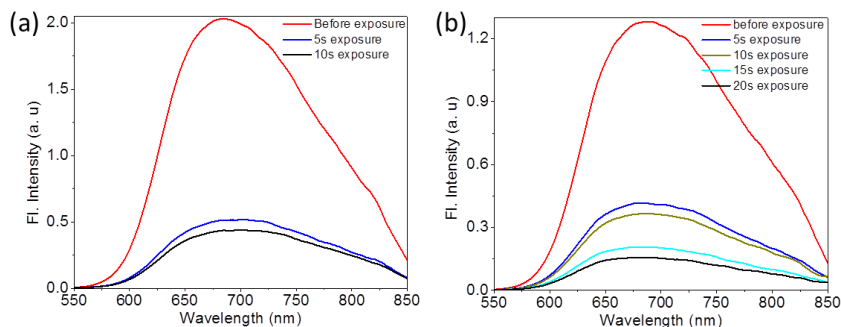 (a)
Before exposure
5s exposure
10s exposure
Fl. Intensity (a. u)
2.0
1.5
1.0
0.5
0.0
550 600 650 700 750 800 850
Wavelength (nm)
(b)
before exposure
5s exposure
10s exposure
15s exposure
20s exposure
Fl. Intensity (a. u)
1.2
0.9
0.6
0.3
0.0
550 600 650 700 750 800 850
Wavelength (nm)